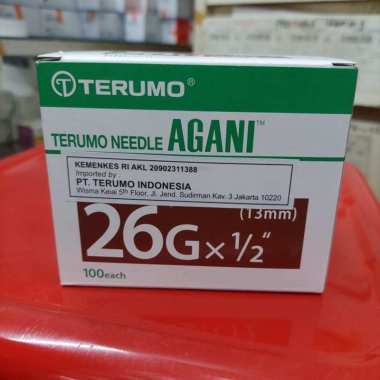 TERUMO®
TERUMO NEEDLE AGANI™
KEMENKES RI AKL 20902311388
Imported by :
PT. TERUMO INDONESIA
Wisma Keiai 5th Floor, Jl. Jend. Sudirman Kav. 3 Jakarta 10220
(13mm)
26G x 1/2"
100each